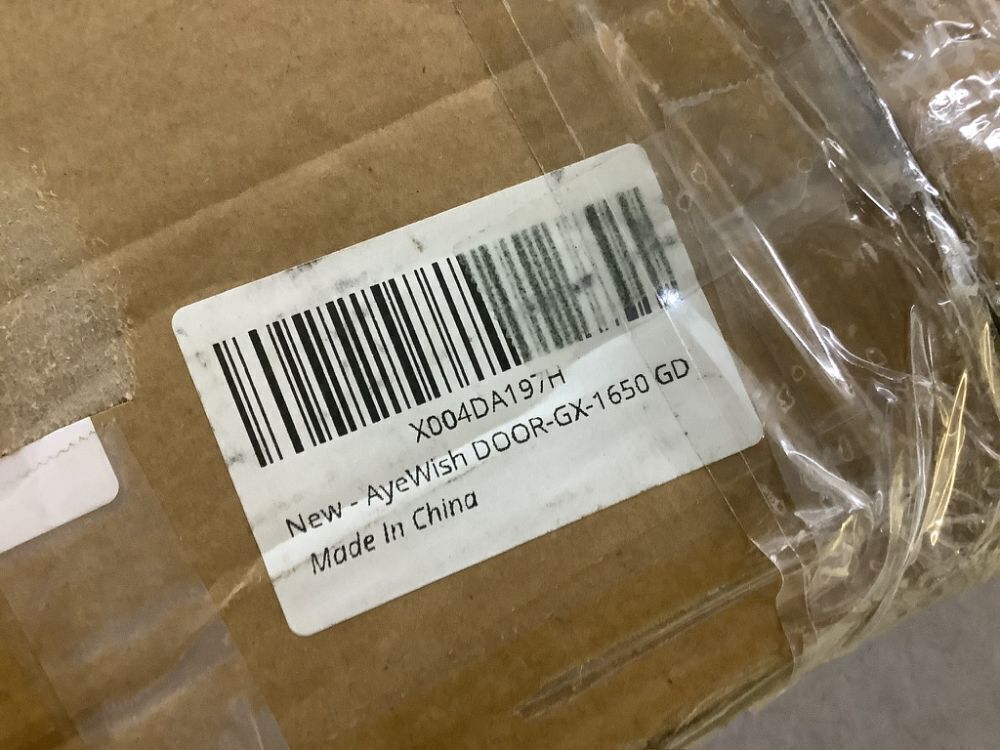 X004DA197H
New - AyeWish DOOR-GX-1650 GD
Made In China